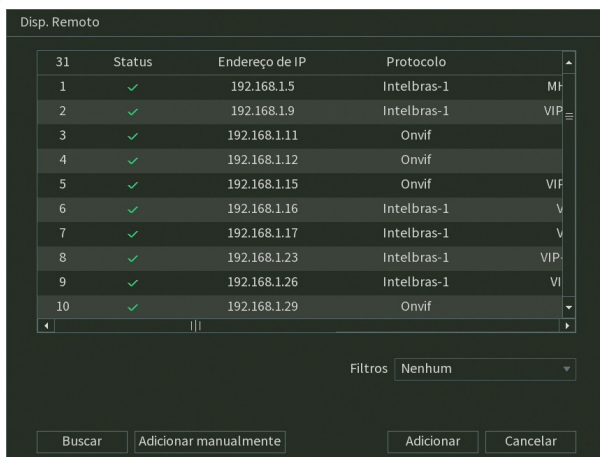 Disp. Remoto
31 Status Endereço de IP Protocolo
1 192.168.1.5 Intelbras-1
2 192.168.1.9 Intelbras-1 VIP
3 192.168.1.11 Onvif
4 192.168.1.12 Onvif
5 192.168.1.15 Onvif VIP
6 192.168.1.16 Intelbras-1
7 192.168.1.17 Intelbras-1
8 192.168.1.23 Intelbras-1 VIP-
9 192.168.1.26 Intelbras-1 VI
10 192.168.1.29 Onvif
Filtros Nenhum
Buscar Adicionar manualmente Adicionar Cancelar